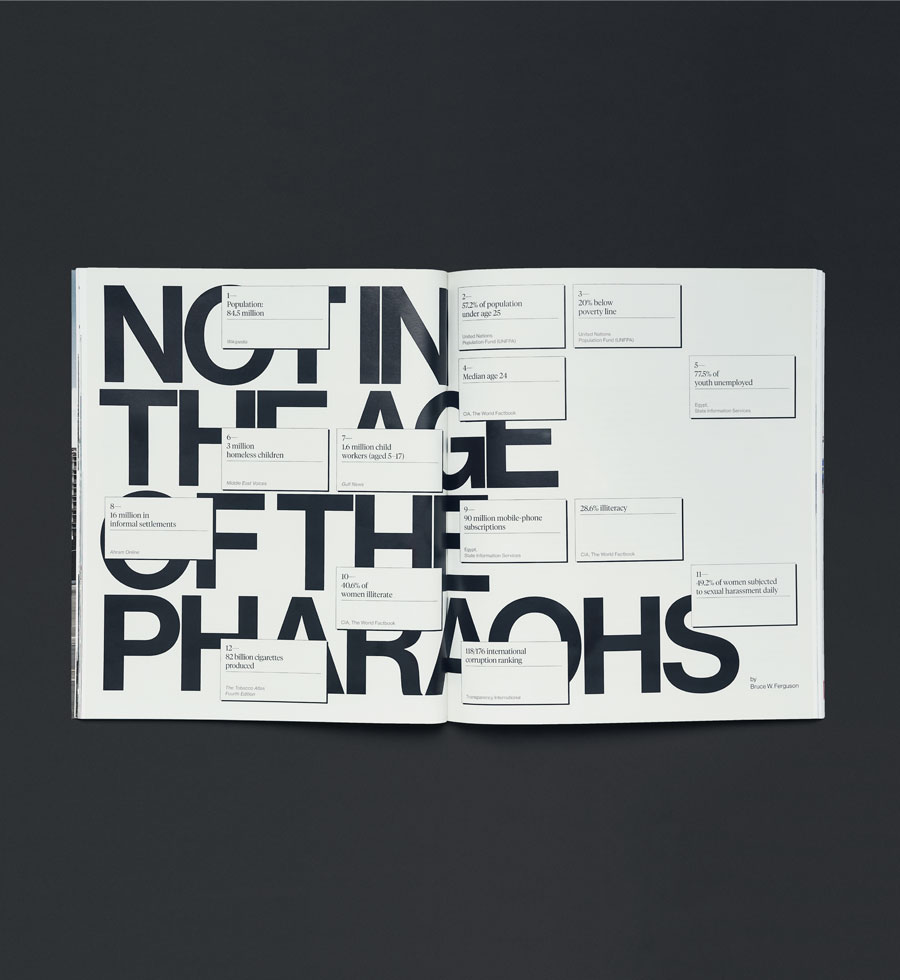 NOT IN
THE AGE
OF THE
PHARAOHS
1—
Population:
84.5 million
Wikipedia
2—
57.2% of population
under age 25
United Nations
Population Fund (UNFPA)
3—
20% below
poverty line
United Nations
Population Fund (UNFPA)
4—
Median age 24
CIA, The World Factbook
5—
77.5% of
youth unemployed
Egypt,
State Information Services
6—
3 million
homeless children
Middle East Voices
7—
1.6 million child
workers (aged 5–17)
Gulf News
8—
16 million in
informal settlements
Ahram Online
9—
90 million mobile-phone
subscriptions
Egypt,
State Information Services
28.6% illiteracy
CIA, The World Factbook
10—
40.6% of
women illiterate
CIA, The World Factbook
11—
49.2% of women subjected
to sexual harassment daily
12—
82 billion cigarettes
produced
The Tobacco Atlas
Fourth Edition
118/176 international
corruption ranking
Transparency International
by
Bruce W. Ferguson